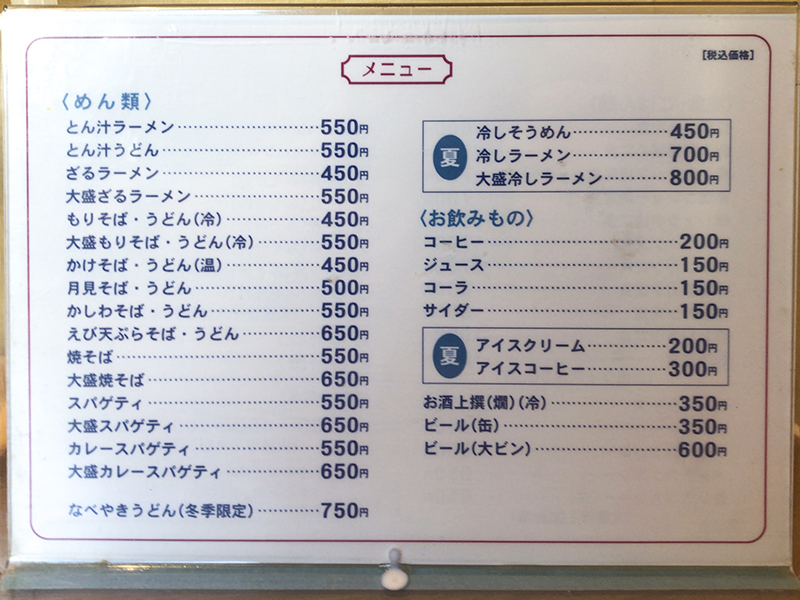 メニュー
[税込価格]
〈めん類〉
とん汁ラーメン……………………550円
とん汁うどん………………………550円
ざるラーメン………………………450円
大盛ざるラーメン…………………550円
もりそば・うどん(冷)……………450円
大盛もりそば・うどん(冷)………550円
かけそば・うどん(温)……………450円
月見そば・うどん…………………500円
かしわそば・うどん………………550円
えび天ぷらそば・うどん…………650円
焼そば………………………………550円
大盛焼そば…………………………650円
スパゲティ…………………………550円
大盛スパゲティ……………………650円
カレースパゲティ…………………550円
大盛カレースパゲティ……………650円
なべやきうどん(冬季限定)………750円
夏
冷しそうめん………………450円
冷しラーメン………………700円
大盛冷しラーメン…………800円
〈お飲みもの〉
コーヒー……………………………200円
ジュース……………………………150円
コーラ………………………………150円
サイダー……………………………150円
夏
アイスクリーム……………200円
アイスコーヒー……………300円
お酒上撰(燗)(冷)…………………350円
ビール(缶)…………………………350円
ビール(大ビン)……………………600円